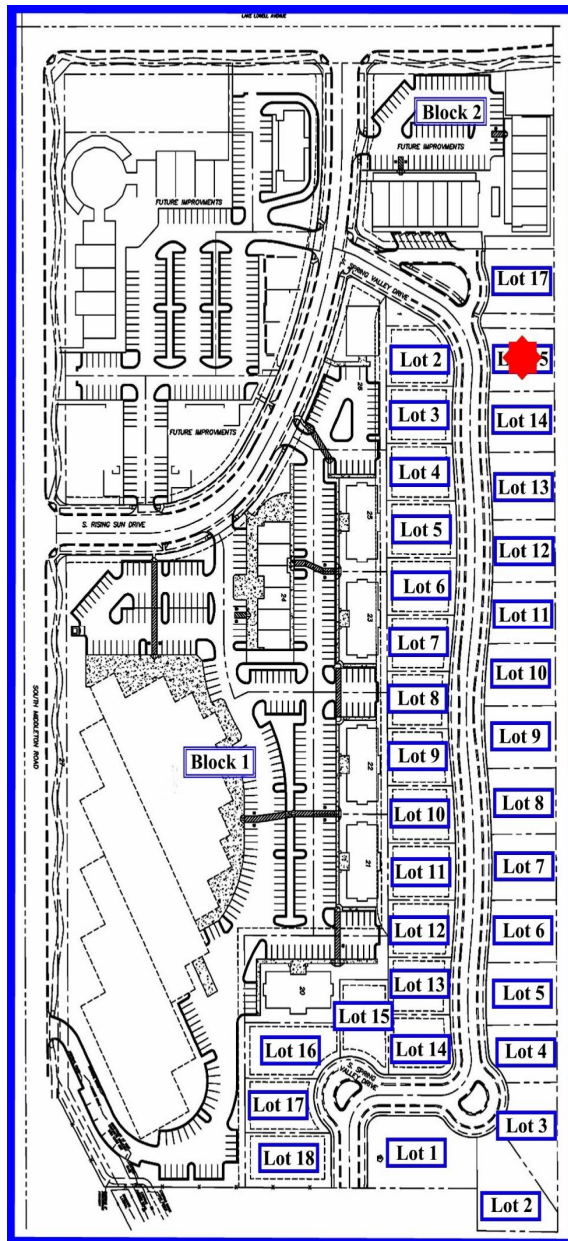 LAKE LOWELL AVENUE
Block 2
FUTURE IMPROVMENTS
FUTURE IMPROVMENTS
E. SPRING VALLEY DRIVE
Lot 17
Lot 2
Lot 3
Lot 14
26
FUTURE IMPROVMENTS
Lot 4
Lot 13
S. RISING SUN DRIVE
25
Lot 5
Lot 12
Lot 6
24
23
Lot 11
Lot 7
Lot 10
Lot 8
SOUTH MIDDLETON ROAD
Block 1
22
Lot 9
Lot 9
Lot 10
Lot 8
21
Lot 11
Lot 7
Lot 12
Lot 6
20
Lot 13
Lot 5
Lot 15
Lot 16
Lot 14
Lot 4
S. SPRING
VALLEY DRIVE
Lot 17
Lot 3
Lot 18
Lot 1
Lot 2